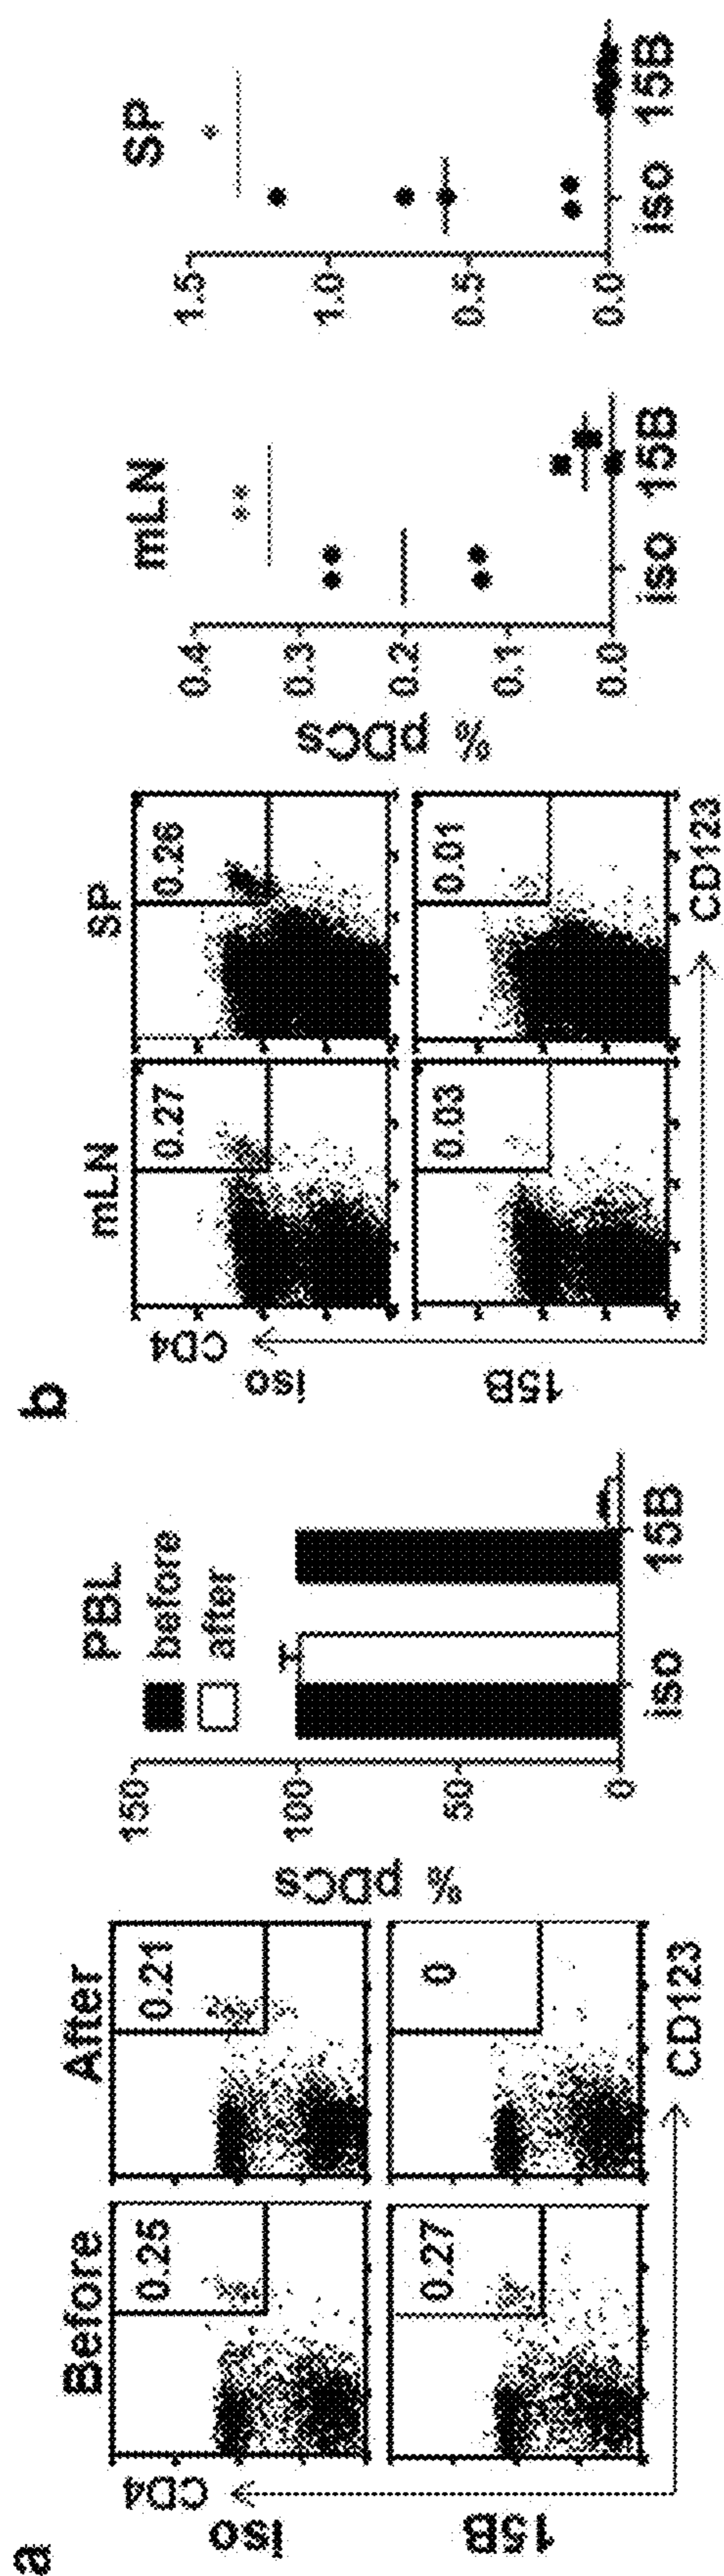 a
Before After
CD4
iso
0.25 0.21
15B
0.27 0
CD123
PBL
before
after
% pDCs
150
100
50
0
iso 15B
b
mLN SP
CD4
iso
0.27 0.28
15B
0.03 0.01
CD123
% pDCs
mLN
**
0.4
0.3
0.2
0.1
0.0
iso 15B
SP
*
1.5
1.0
0.5
0.0
iso 15B